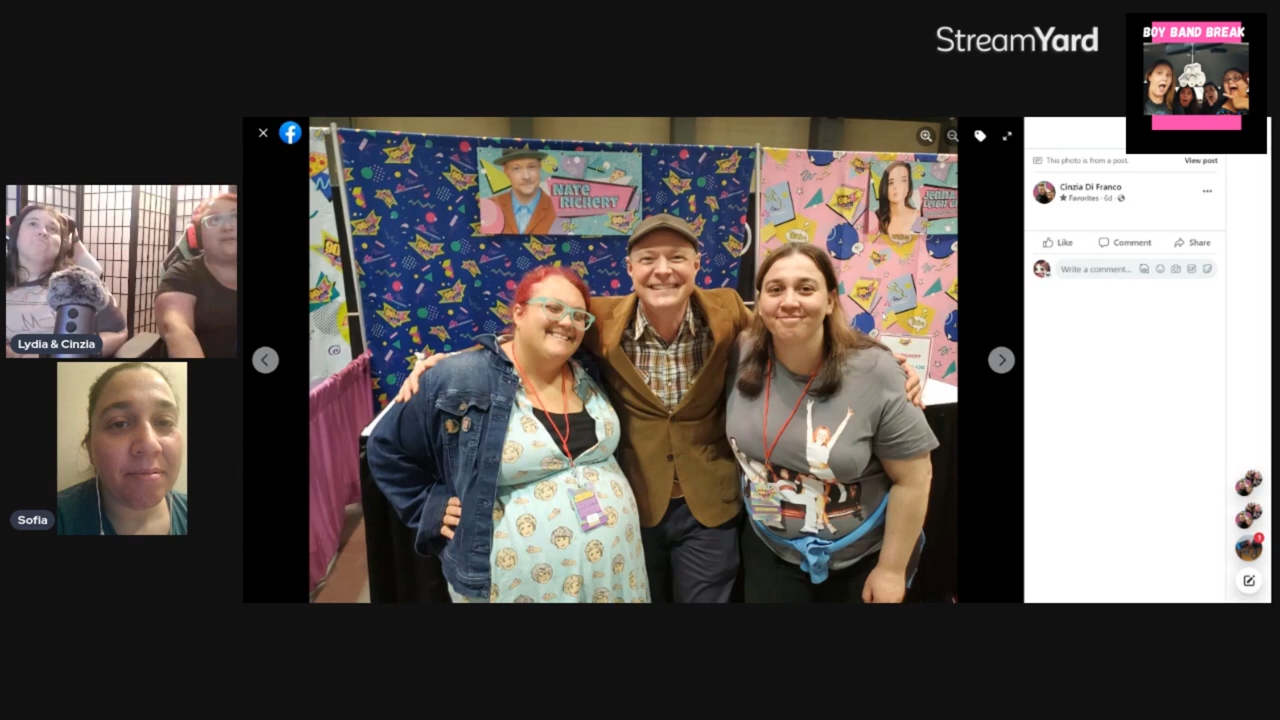 StreamYard
BOY BAND BREAK
NATE
RICHERT
This photo is from a post.
View post
Cinzia Di Franco
Favorites · 6d ·
Like
Comment
Share
Write a comment...
Lydia & Cinzia
Sofia
1